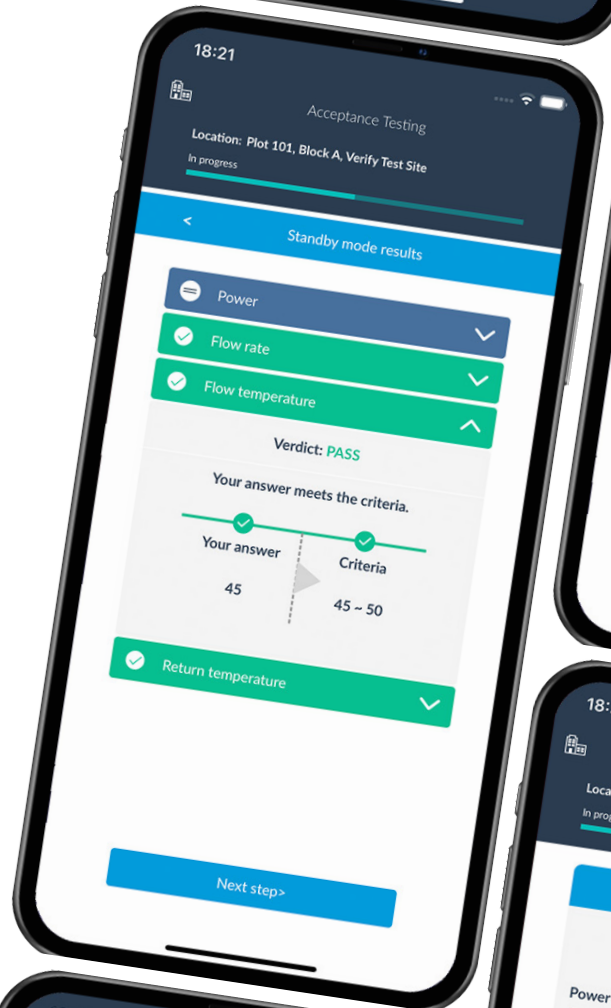 18:21
Acceptance Testing
Location: Plot 101, Block A, Verify Test Site
In progress
< Standby mode results
Power
Flow rate
Flow temperature
Verdict: PASS
Your answer meets the criteria.
Your answer
Criteria
45
45 ~ 50
Return temperature
Next step>
18:
Loca
In prog
Power